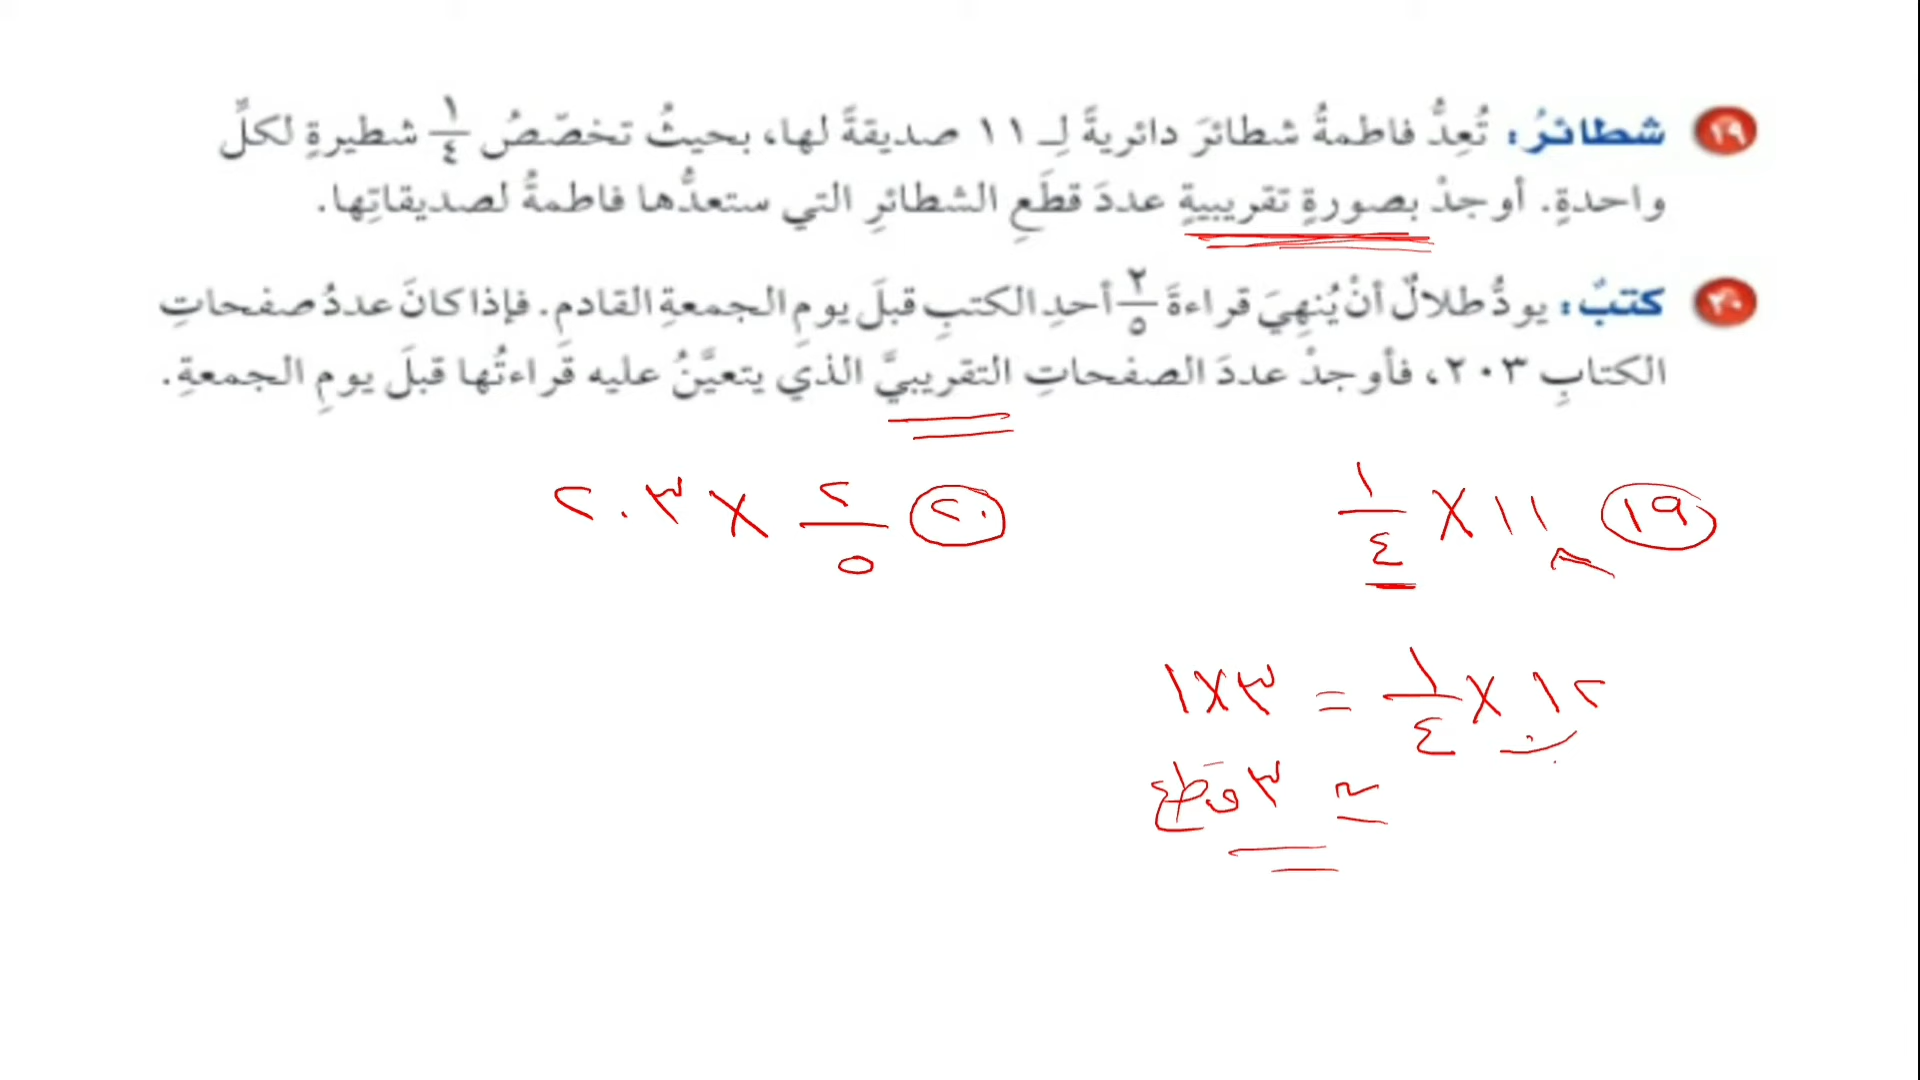 ١٩ شطائرُ: تُعِدُّ فاطمةُ شطائرَ دائريةً لِـ ١١ صديقةً لها، بحيثُ تخصّصُ ١/٤ شطيرةٍ لكلِّ
واحدةٍ. أوجدْ بصورةٍ تقريبيةٍ عددَ قطَعِ الشطائرِ التي ستعدُّها فاطمةُ لصديقاتِها.
٢٠ كتبٌ: يودُّ طلالٌ أنْ يُنهِيَ قراءةَ ٢/٥ أحدِ الكتبِ قبلَ يومِ الجمعةِ القادمِ. فإذا كانَ عددُ صفحاتِ
الكتابِ ٢٠٣، فأوجدْ عددَ الصفحاتِ التقريبيَّ الذي يتعيَّنُ عليه قراءتُها قبلَ يومِ الجمعةِ.
١٩ ١١ × ١/٤
١٢ × ١/٤ = ٣×١
≃ ٣ قطع
٢٠ ٢/٥ × ٢٠٣